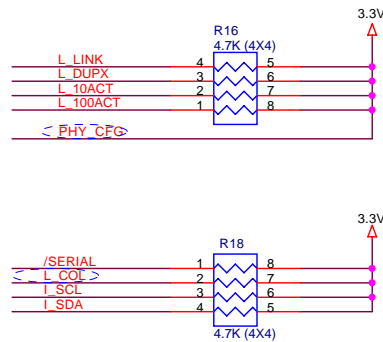 3.3V
R16
4.7K (4X4)
L_LINK 4 5
L_DUPX 3 6
L_10ACT 2 7
L_100ACT 1 8
PHY_CFG
3.3V
R18
/SERIAL 1 8
L_COL 2 7
I_SCL 3 6
I_SDA 4 5
4.7K (4X4)